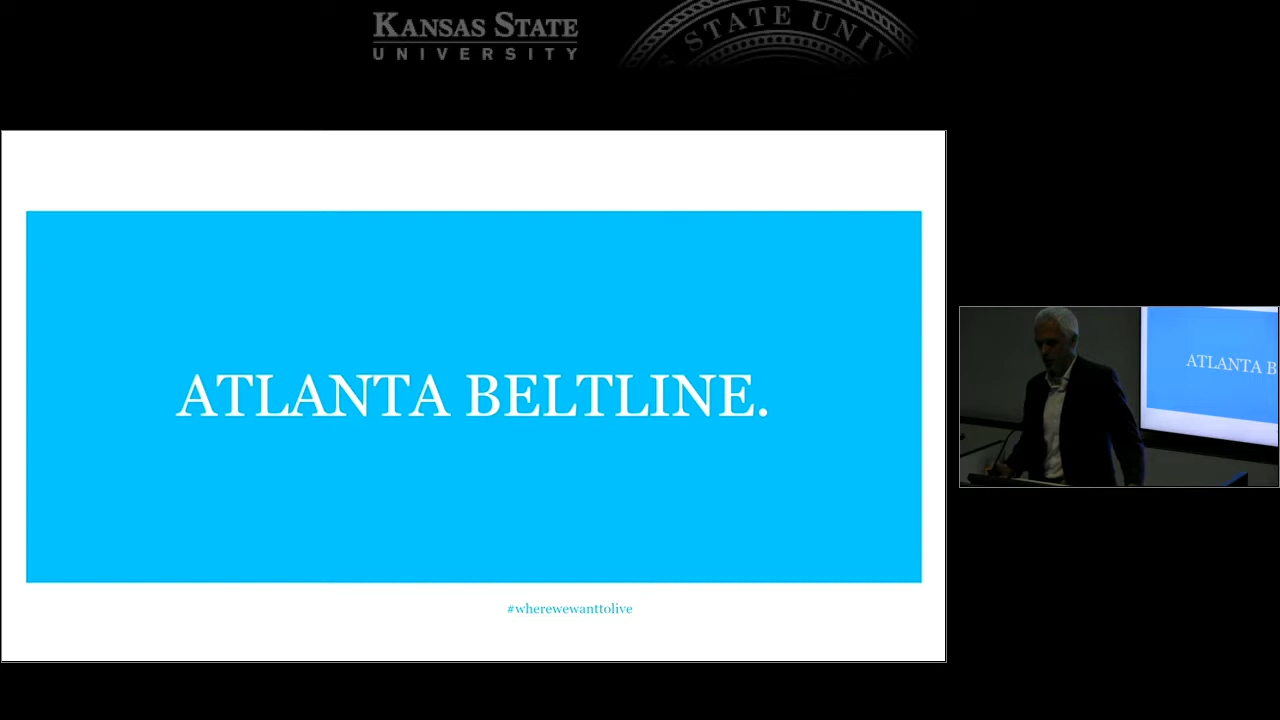 KANSAS STATE
UNIVERSITY
STATE UNIV
ATLANTA BELTLINE.
#wherewewanttolive
ATLANTA B